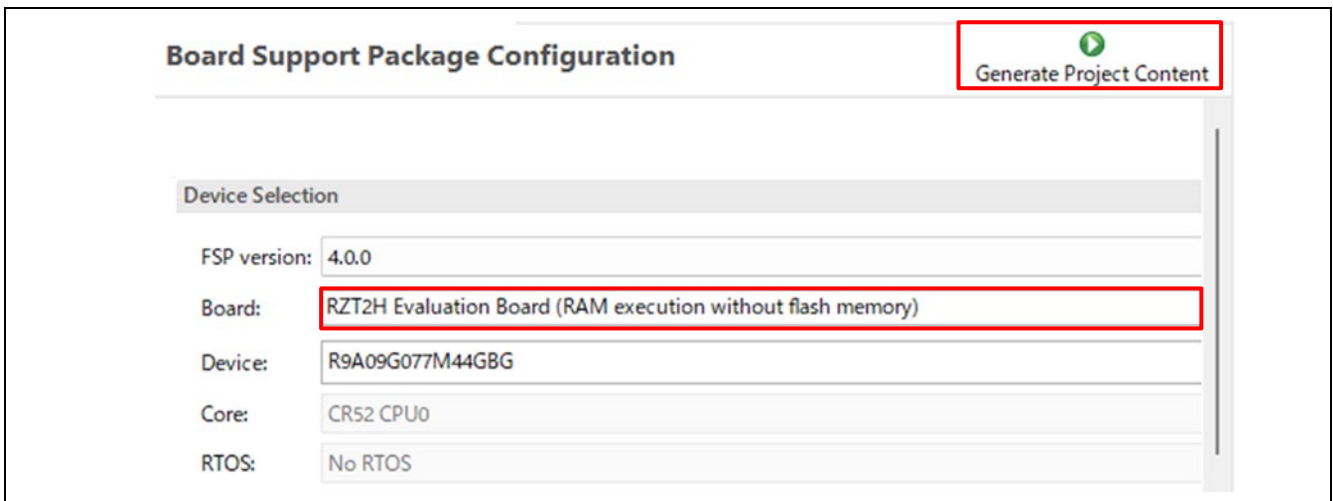 Board Support Package Configuration
Generate Project Content
Device Selection
FSP version: 4.0.0
Board: RZT2H Evaluation Board (RAM execution without flash memory)
Device: R9A09G077M44GBG
Core: CR52 CPU0
RTOS: No RTOS